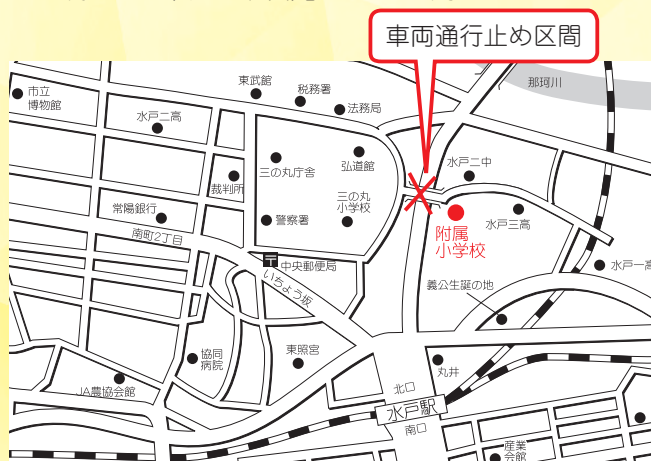 車両通行止め区間
那珂川
市立
博物館
東武館
税務署
法務局
水戸二高
三の丸庁舎
弘道館
水戸二中
裁判所
三の丸
小学校
常陽銀行
警察署
水戸三高
南町2丁目
附属
小学校
〒
中央郵便局
水戸一高
いちょう坂
義公生誕の地
協同
病院
東照宮
丸井
JA農協会館
北口
水戸駅
南口
産業
会館